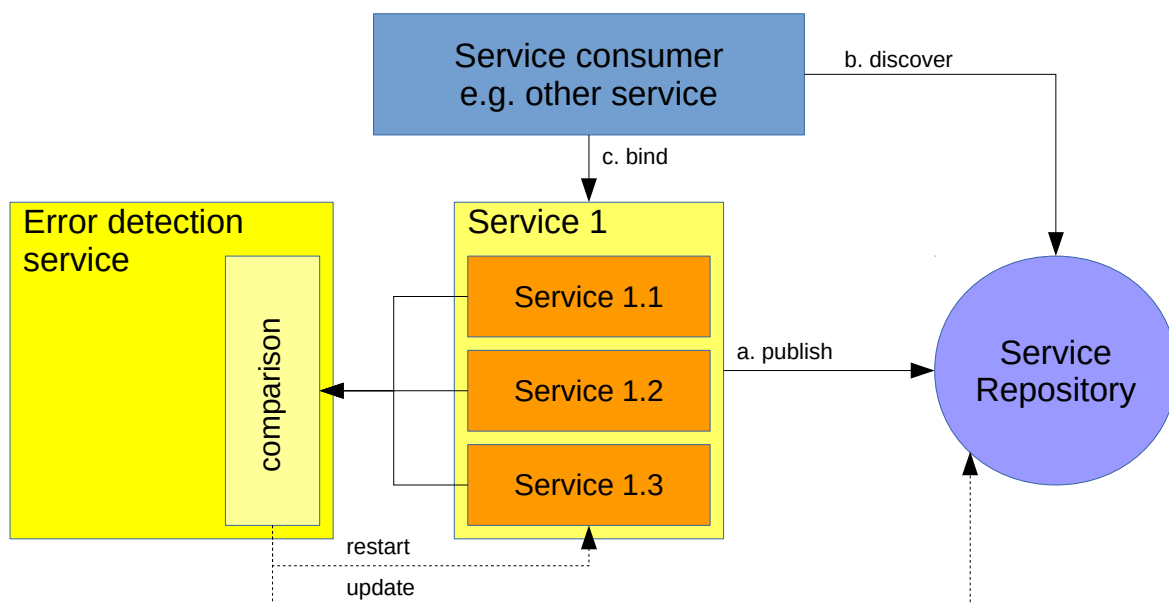 Service consumer
e.g. other service
b. discover
c. bind
Error detection
service
Service 1
comparison
Service 1.1
Service 1.2
Service 1.3
a. publish
Service
Repository
restart
update